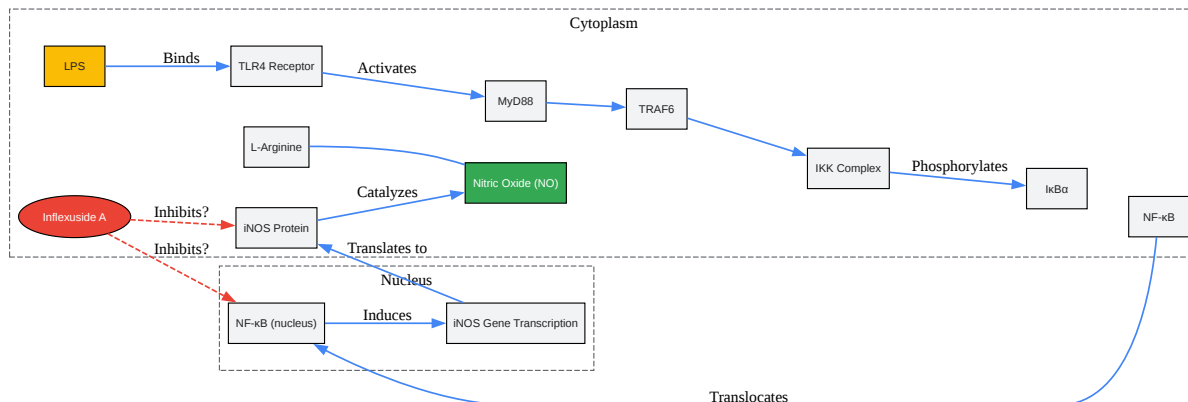 Cytoplasm
LPS
Binds
TLR4 Receptor
Activates
MyD88
TRAF6
L-Arginine
IKK Complex
Phosphorylates
IκBα
Nitric Oxide (NO)
Catalyzes
Inflexuside A
Inhibits?
iNOS Protein
NF-κB
Inhibits?
Translates to
Nucleus
NF-κB (nucleus)
Induces
iNOS Gene Transcription
Translocates